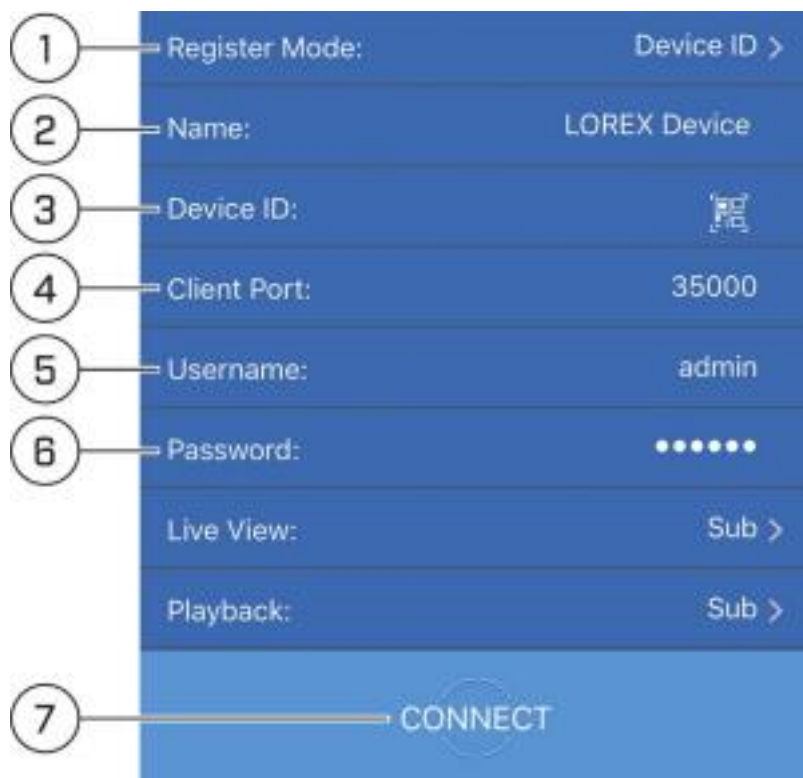 1 Register Mode: Device ID >
2 Name: LOREX Device
3 Device ID:
4 Client Port: 35000
5 Username: admin
6 Password: ••••••
Live View: Sub >
Playback: Sub >
7 CONNECT